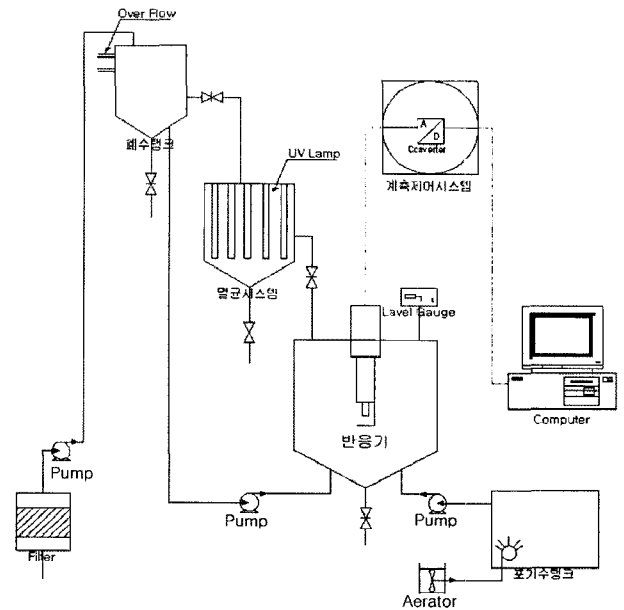 Over Flow
폐수탱크
UV Lamp
A
D
Converter
계측제어시스템
멸균시스템
Lavel Gauge
Computer
반응기
Pump
Pump
Pump
Filter
포기수탱크
Aerator